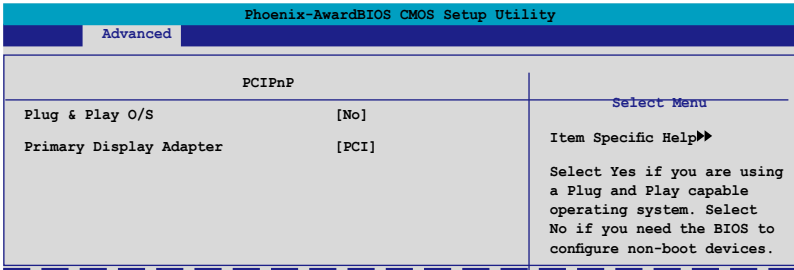 Phoenix-AwardBIOS CMOS Setup Utility
Advanced
PCIPnP
Plug & Play O/S [No]
Primary Display Adapter [PCI]
Select Menu
Item Specific Help
Select Yes if you are using
a Plug and Play capable
operating system. Select
No if you need the BIOS to
configure non-boot devices.